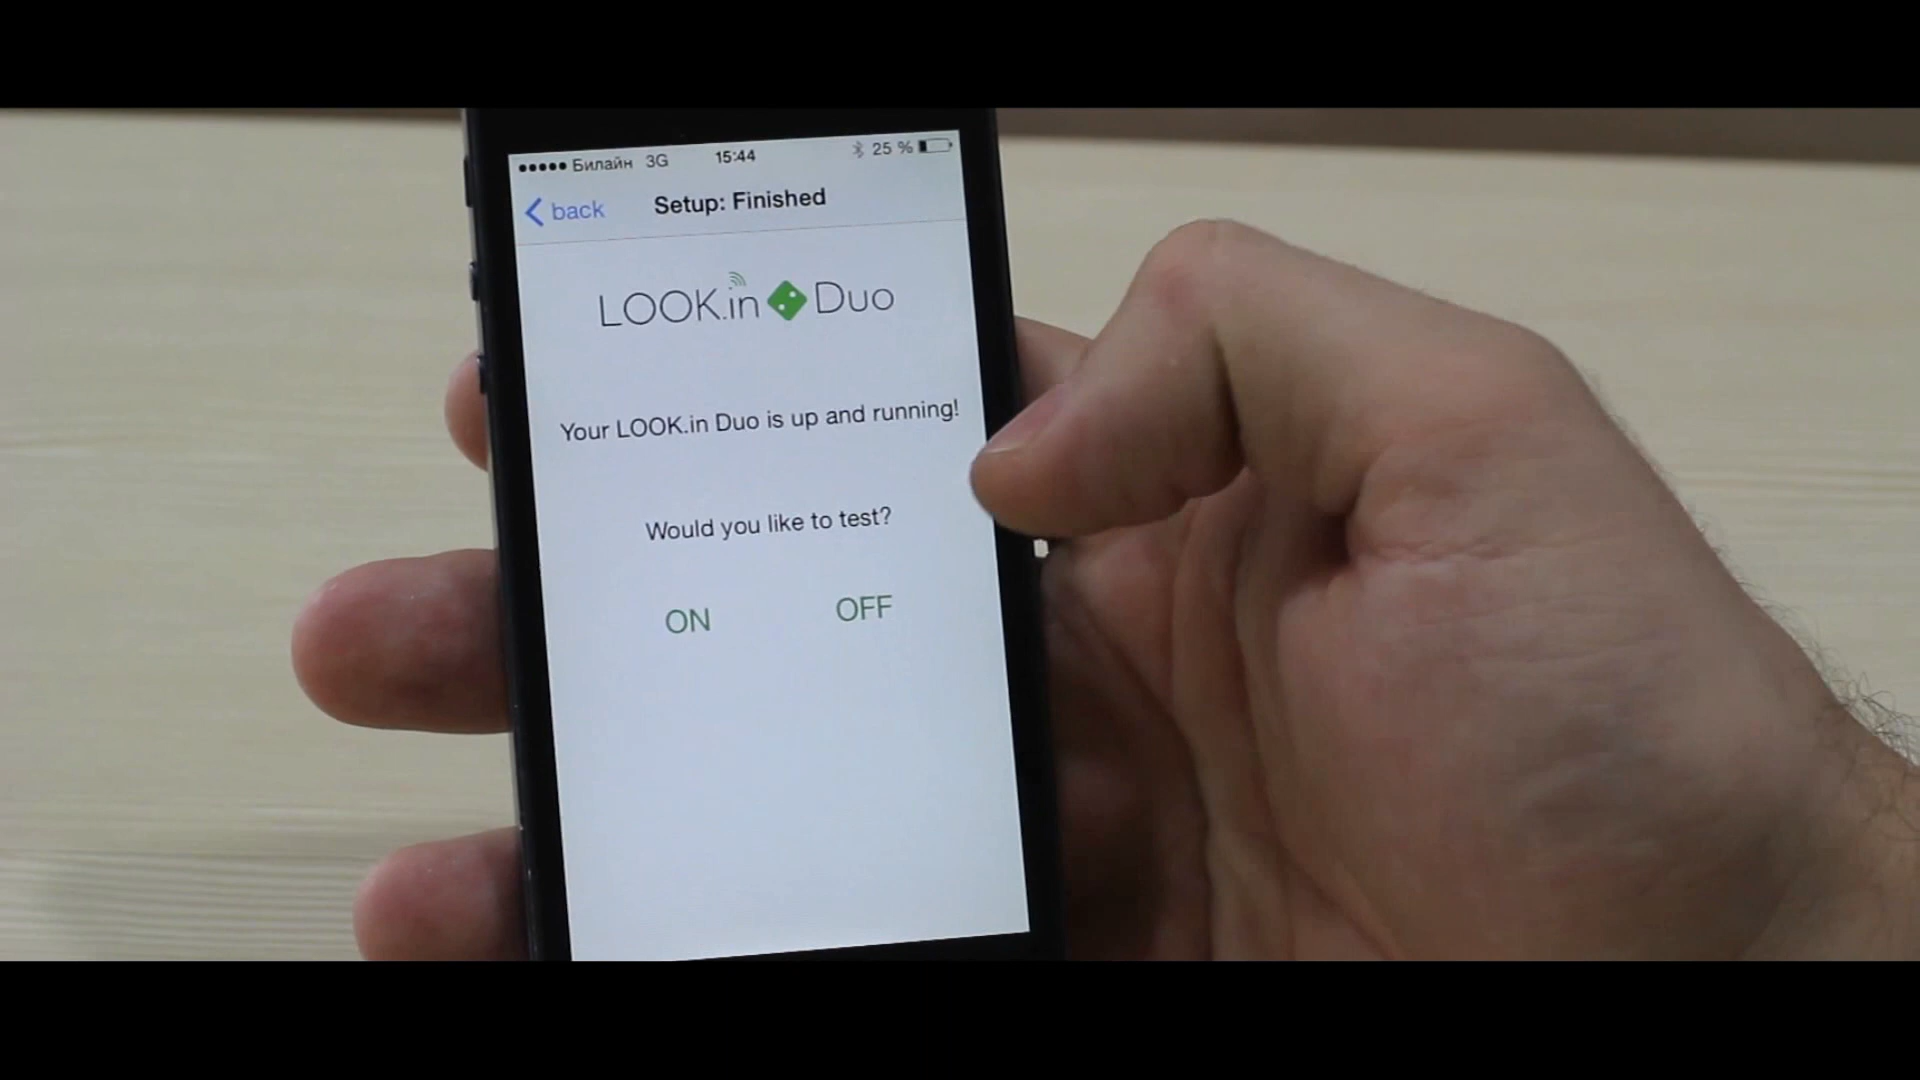 Билайн 3G 15:44 25 %
back Setup: Finished
LOOK.in Duo
Your LOOK.in Duo is up and running!
Would you like to test?
ON OFF